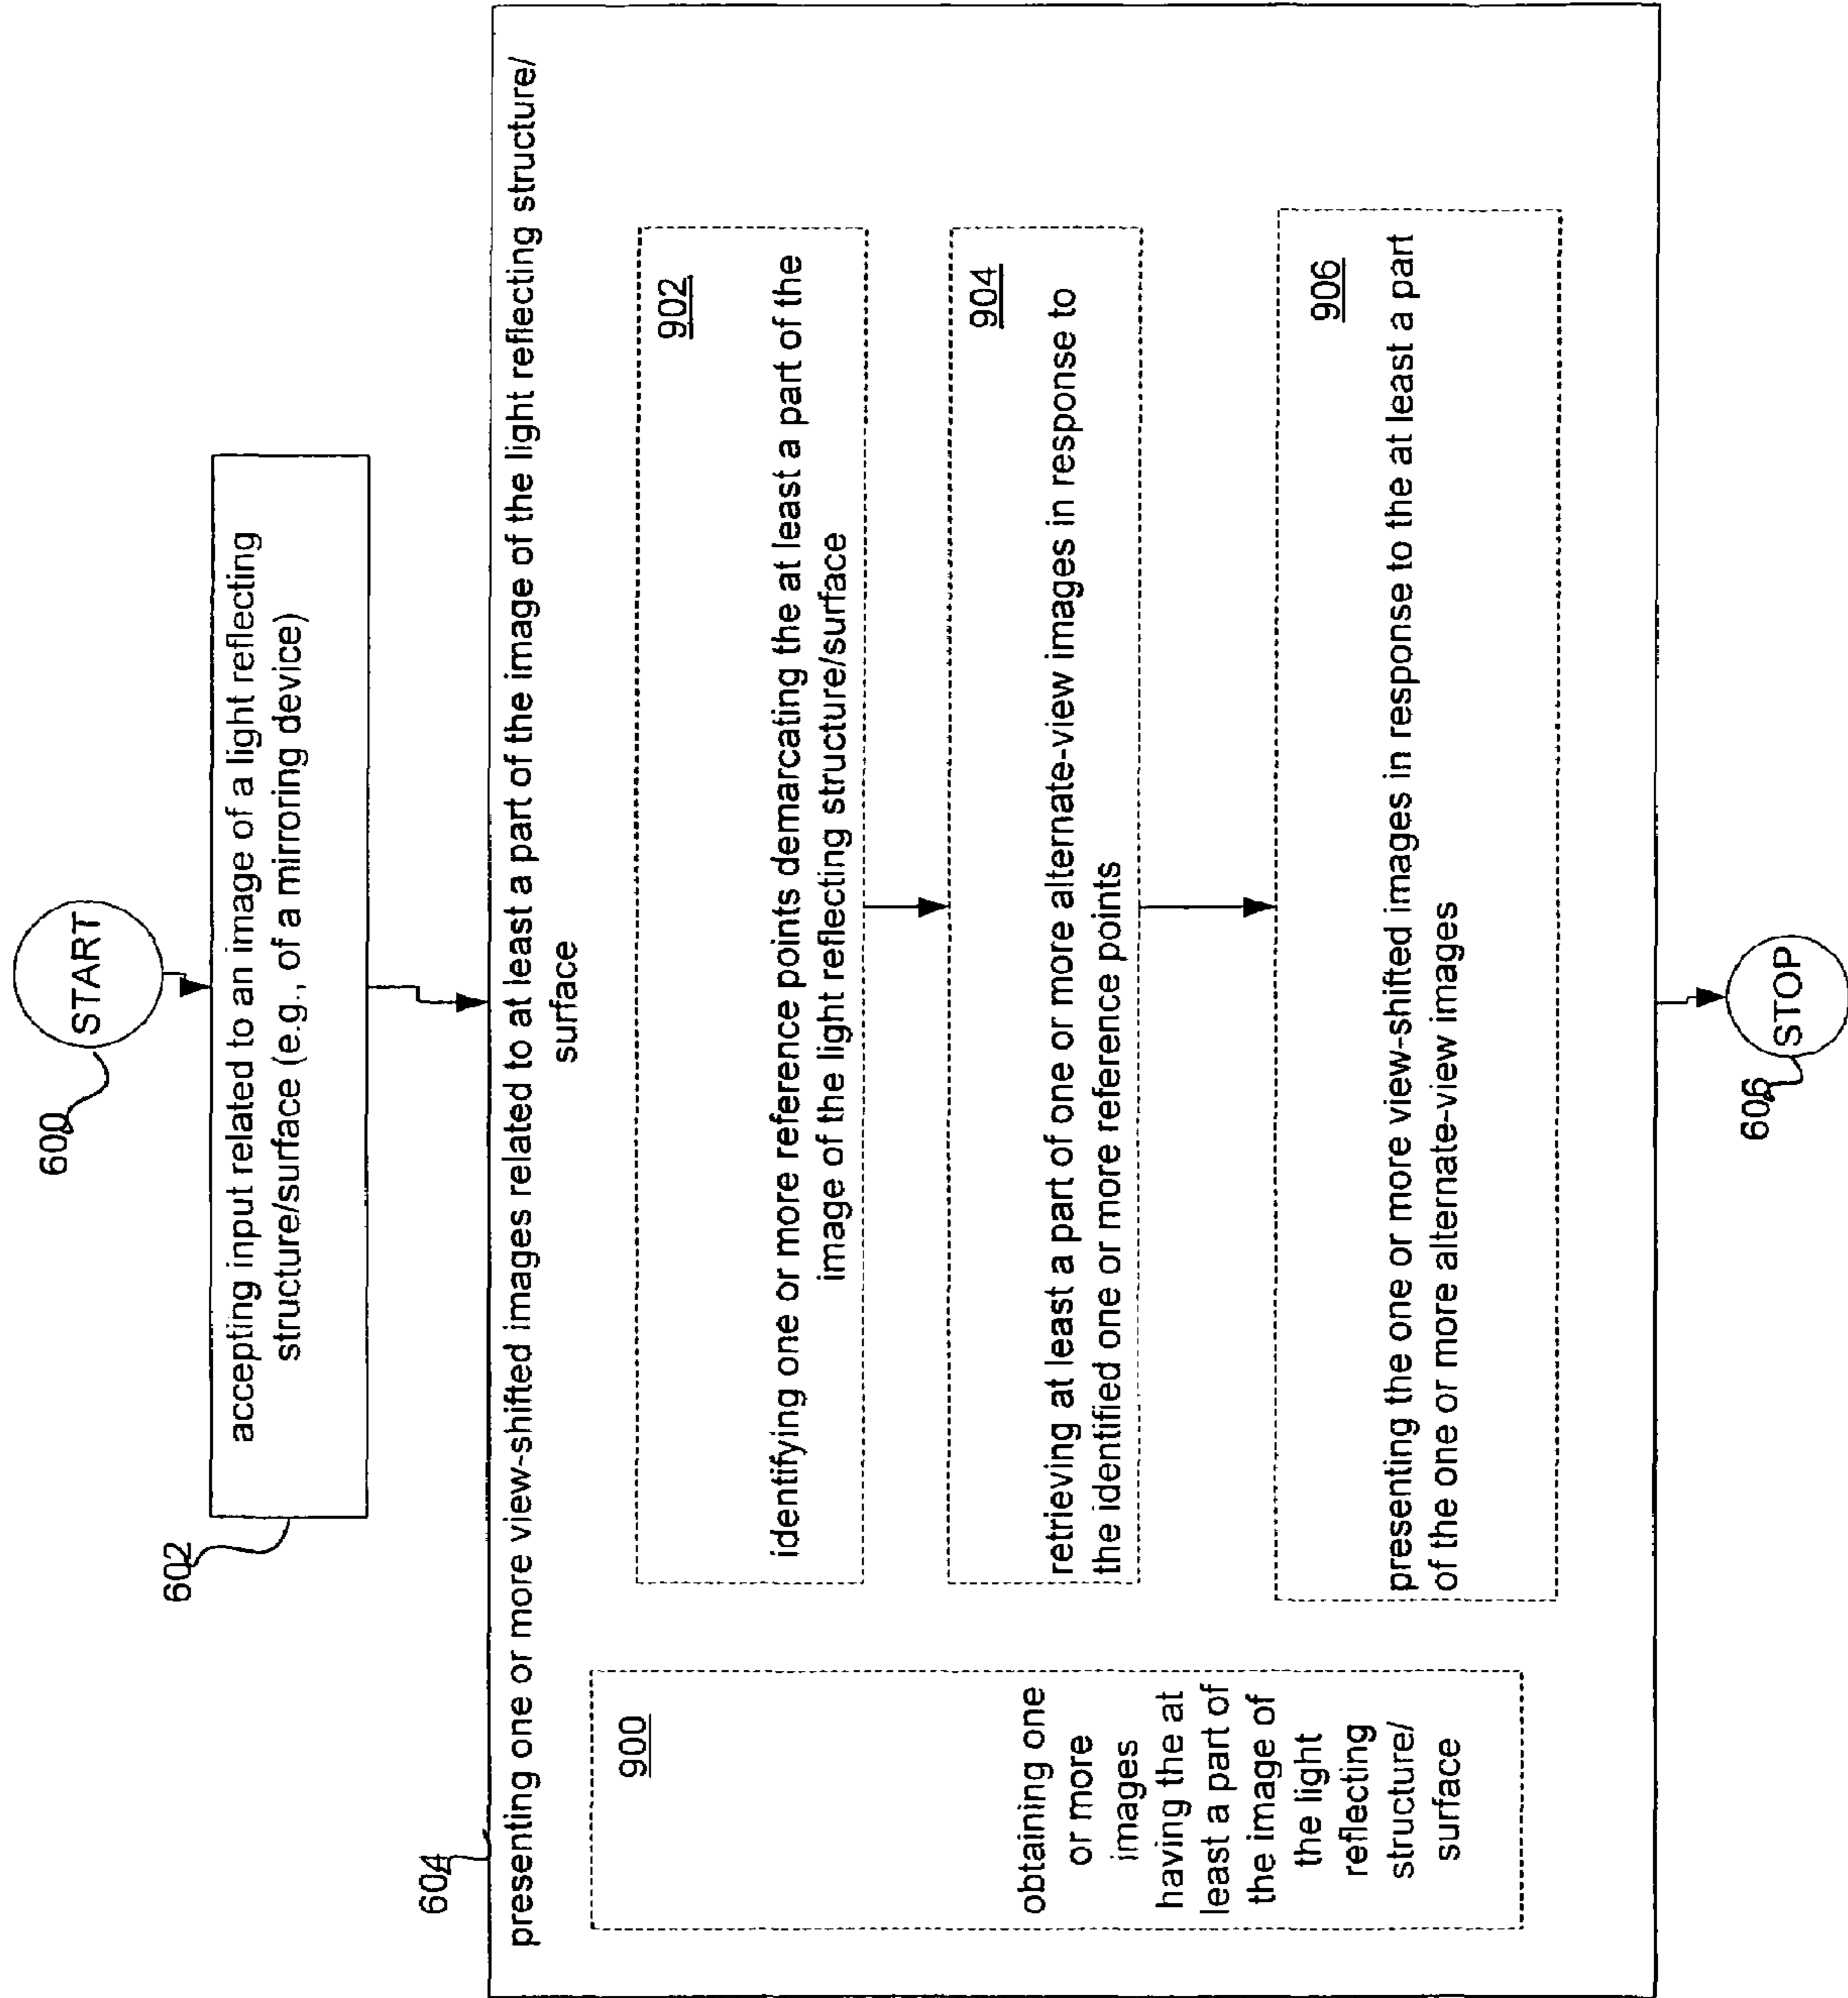 600
START
602
accepting input related to an image of a light reflecting
structure/surface (e.g., of a mirroring device)
604
presenting one or more view-shifted images related to at least a part of the image of the light reflecting structure/
surface
900
obtaining one
or more
images
having the at
least a part of
the image of
the light
reflecting
structure/
surface
902
identifying one or more reference points demarcating the at least a part of the
image of the light reflecting structure/surface
904
retrieving at least a part of one or more alternate-view images in response to
the identified one or more reference points
906
presenting the one or more view-shifted images in response to the at least a part
of the one or more alternate-view images
606
STOP